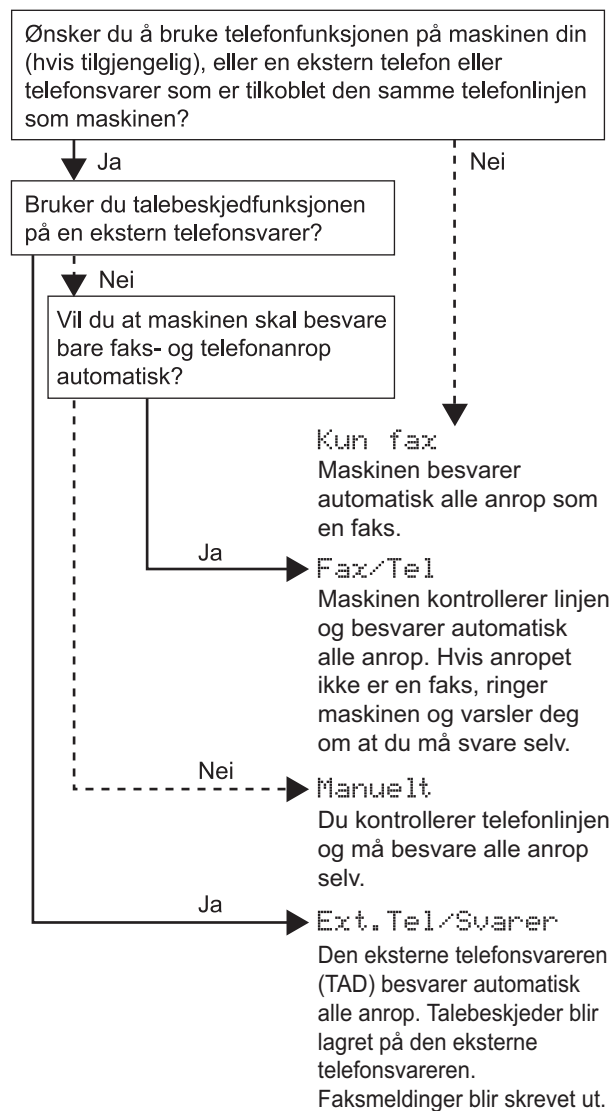 Ønsker du å bruke telefonfunksjonen på maskinen din
(hvis tilgjengelig), eller en ekstern telefon eller
telefonsvarer som er tilkoblet den samme telefonlinjen
som maskinen?
Ja
Nei
Bruker du talebeskjedfunksjonen
på en ekstern telefonsvarer?
Nei
Vil du at maskinen skal besvare
bare faks- og telefonanrop
automatisk?
Kun fax
Maskinen besvarer
automatisk alle anrop som
en faks.
Ja
Fax/Tel
Maskinen kontrollerer linjen
og besvarer automatisk
alle anrop. Hvis anropet
ikke er en faks, ringer
maskinen og varsler deg
om at du må svare selv.
Nei
Manuelt
Du kontrollerer telefonlinjen
og må besvare alle anrop
selv.
Ja
Ext.Tel/Svarer
Den eksterne telefonsvareren
(TAD) besvarer automatisk
alle anrop. Talebeskjeder blir
lagret på den eksterne
telefonsvareren.
Faksmeldinger blir skrevet ut.